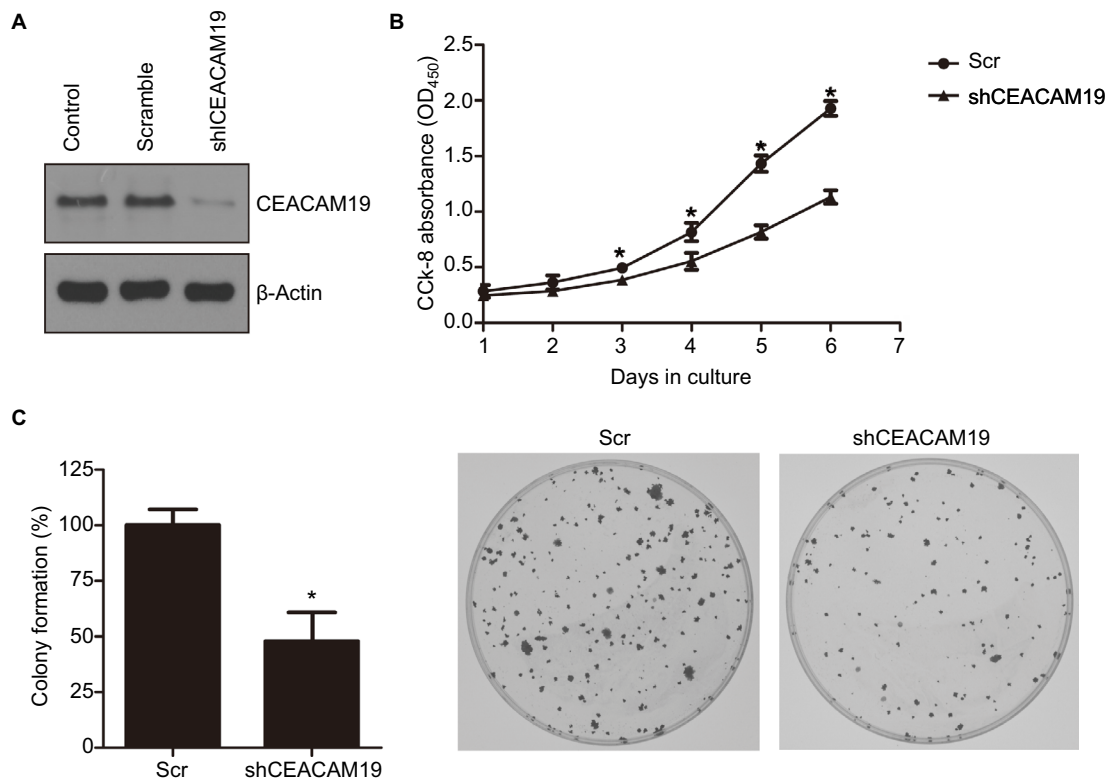 A
Control
Scramble
shICEACAM19
CEACAM19
β-Actin
B
CCk-8 absorbance (OD450)
2.5
2.0
1.5
1.0
0.5
0.0
* * * *
1 2 3 4 5 6 7
Days in culture
Scr
shCEACAM19
C
Colony formation (%)
125
100
75
50
25
0
*
Scr shCEACAM19
Scr shCEACAM19